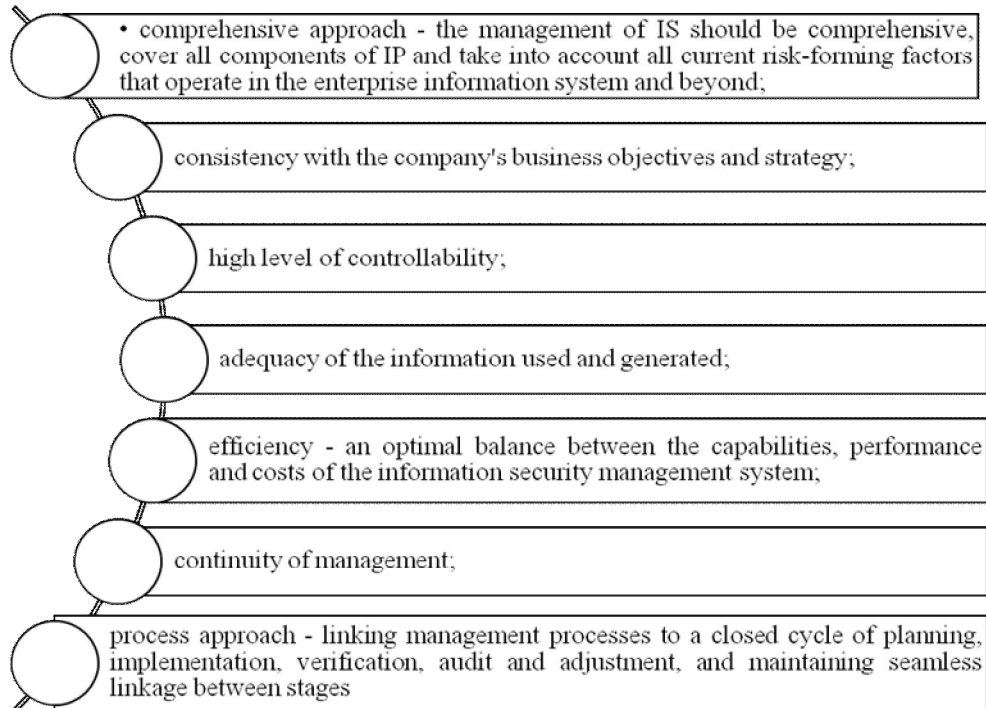 • comprehensive approach - the management of IS should be comprehensive,
cover all components of IP and take into account all current risk-forming factors
that operate in the enterprise information system and beyond;
consistency with the company's business objectives and strategy;
high level of controllability;
adequacy of the information used and generated;
efficiency - an optimal balance between the capabilities, performance
and costs of the information security management system;
continuity of management;
process approach - linking management processes to a closed cycle of planning,
implementation, verification, audit and adjustment, and maintaining seamless
linkage between stages